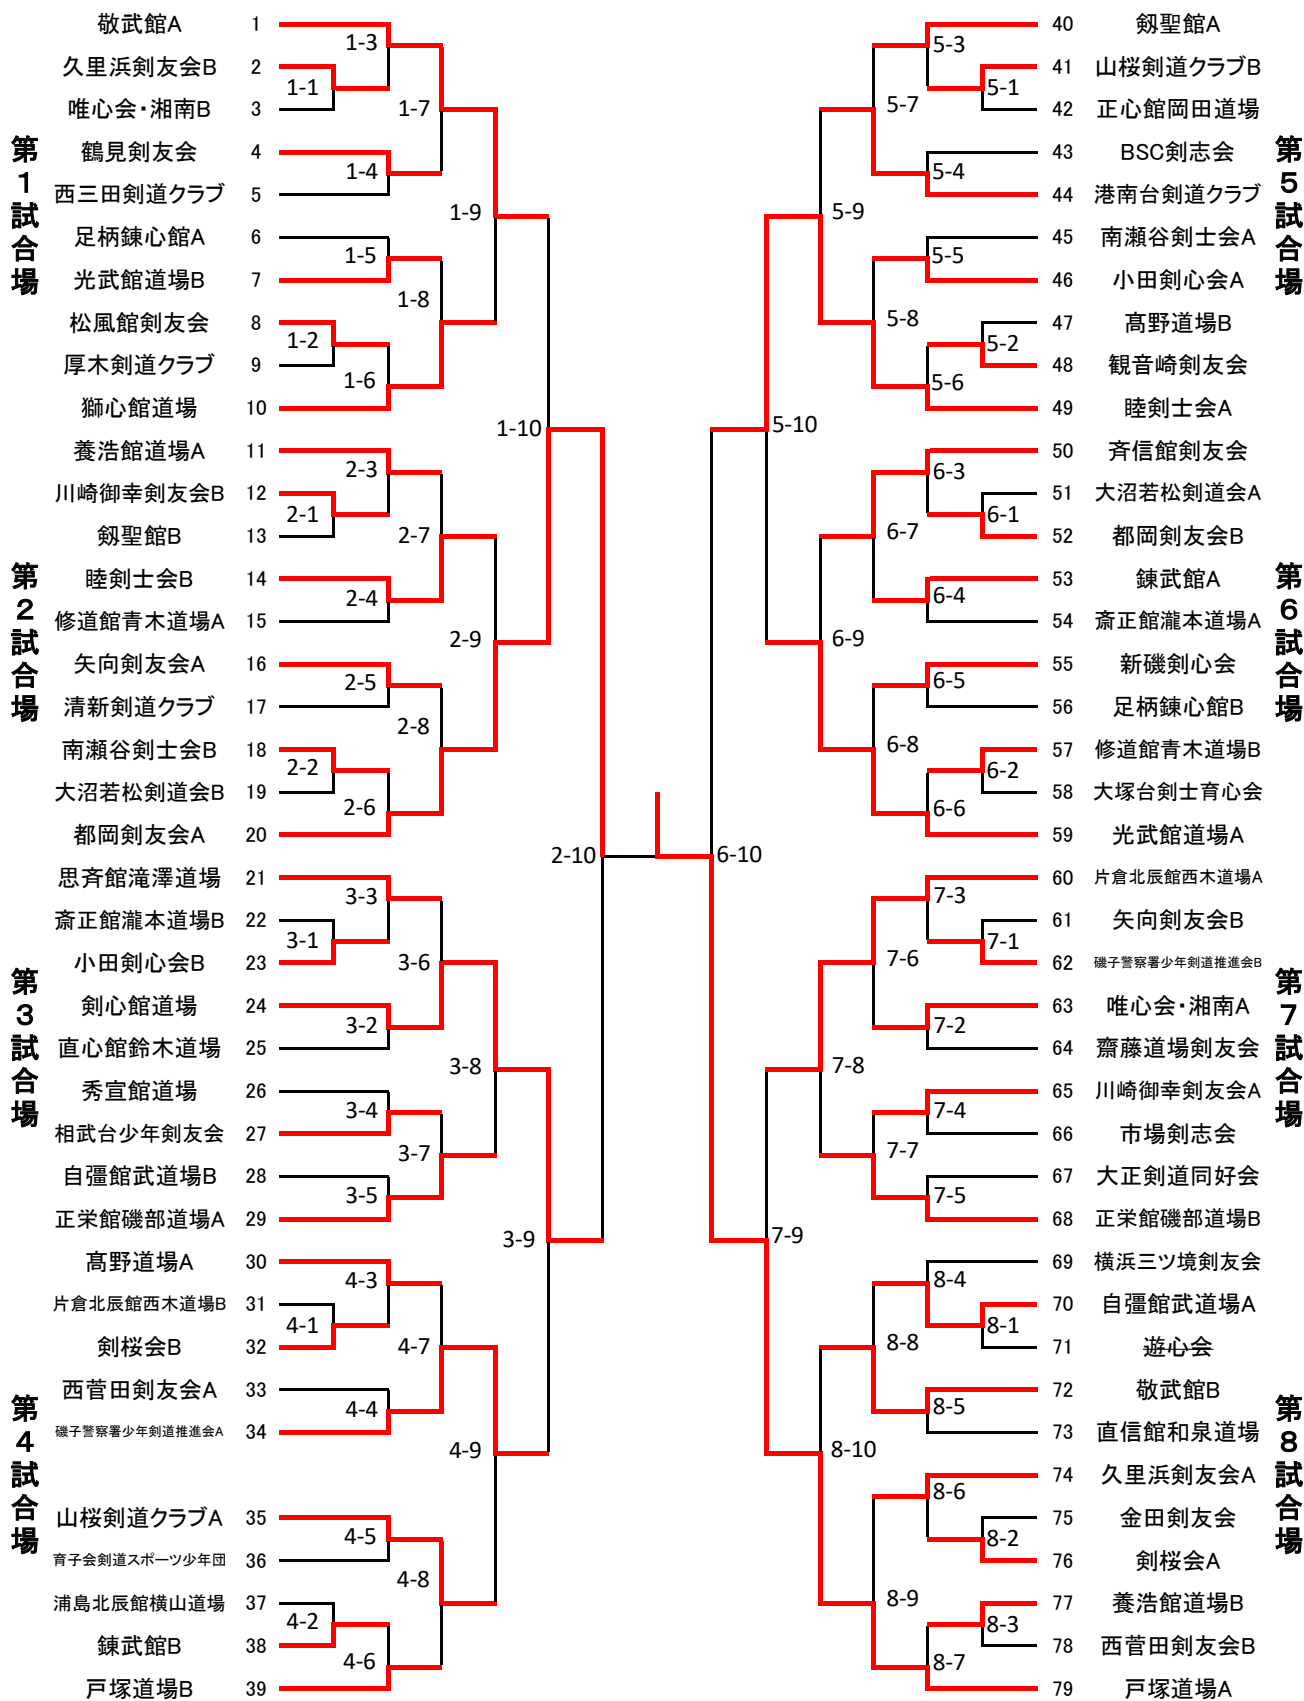 第1試合場
敬武館A 1
久里浜剣友会B 2
唯心会・湘南B 3
鶴見剣友会 4
西三田剣道クラブ 5
足柄錬心館A 6
光武館道場B 7
松風館剣友会 8
厚木剣道クラブ 9
獅心館道場 10
1-1
1-2
1-3
1-4
1-5
1-6
1-7
1-8
1-9
1-10
第2試合場
養浩館道場A 11
川崎御幸剣友会B 12
剱聖館B 13
睦剣士会B 14
修道館青木道場A 15
矢向剣友会A 16
清新剣道クラブ 17
南瀬谷剣士会B 18
大沼若松剣道会B 19
都岡剣友会A 20
2-1
2-2
2-3
2-4
2-5
2-6
2-7
2-8
2-9
2-10
第3試合場
思斉館滝澤道場 21
斎正館瀧本道場B 22
小田剣心会B 23
剣心館道場 24
直心館鈴木道場 25
秀宣館道場 26
相武台少年剣友会 27
自彊館武道場B 28
正栄館磯部道場A 29
3-1
3-2
3-3
3-4
3-5
3-6
3-7
3-8
3-9
第4試合場
髙野道場A 30
片倉北辰館西木道場B 31
剣桜会B 32
西菅田剣友会A 33
磯子警察署少年剣道推進会A 34
山桜剣道クラブA 35
育子会剣道スポーツ少年団 36
浦島北辰館横山道場 37
錬武館B 38
戸塚道場B 39
4-1
4-2
4-3
4-4
4-5
4-6
4-7
4-8
4-9
第5試合場
40 剱聖館A
41 山桜剣道クラブB
42 正心館岡田道場
43 BSC剣志会
44 港南台剣道クラブ
45 南瀬谷剣士会A
46 小田剣心会A
47 髙野道場B
48 観音崎剣友会
49 睦剣士会A
5-1
5-2
5-3
5-4
5-5
5-6
5-7
5-8
5-9
5-10
第6試合場
50 斉信館剣友会
51 大沼若松剣道会A
52 都岡剣友会B
53 錬武館A
54 斎正館瀧本道場A
55 新磯剣心会
56 足柄錬心館B
57 修道館青木道場B
58 大塚台剣士育心会
59 光武館道場A
6-1
6-2
6-3
6-4
6-5
6-6
6-7
6-8
6-9
6-10
第7試合場
60 片倉北辰館西木道場A
61 矢向剣友会B
62 磯子警察署少年剣道推進会B
63 唯心会・湘南A
64 齋藤道場剣友会
65 川崎御幸剣友会A
66 市場剣志会
67 大正剣道同好会
68 正栄館磯部道場B
7-1
7-2
7-3
7-4
7-5
7-6
7-7
7-8
7-9
第8試合場
69 横浜三ツ境剣友会
70 自彊館武道場A
71 遊心会
72 敬武館B
73 直信館和泉道場
74 久里浜剣友会A
75 金田剣友会
76 剣桜会A
77 養浩館道場B
78 西菅田剣友会B
79 戸塚道場A
8-1
8-2
8-3
8-4
8-5
8-6
8-7
8-8
8-9
8-10